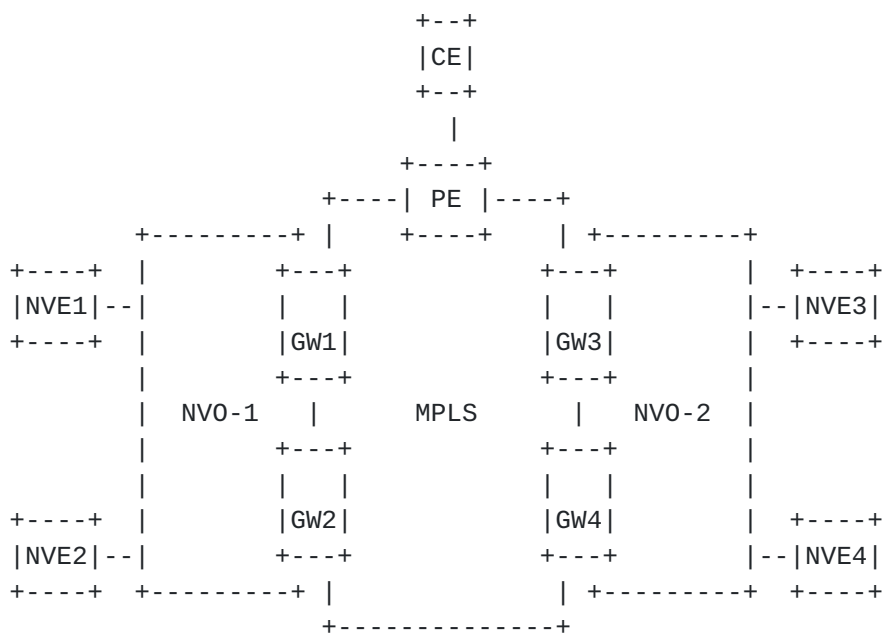 CE
PE
NVE1 GW1 GW3 NVE3
NVO-1 MPLS NVO-2
NVE2 GW2 GW4 NVE4